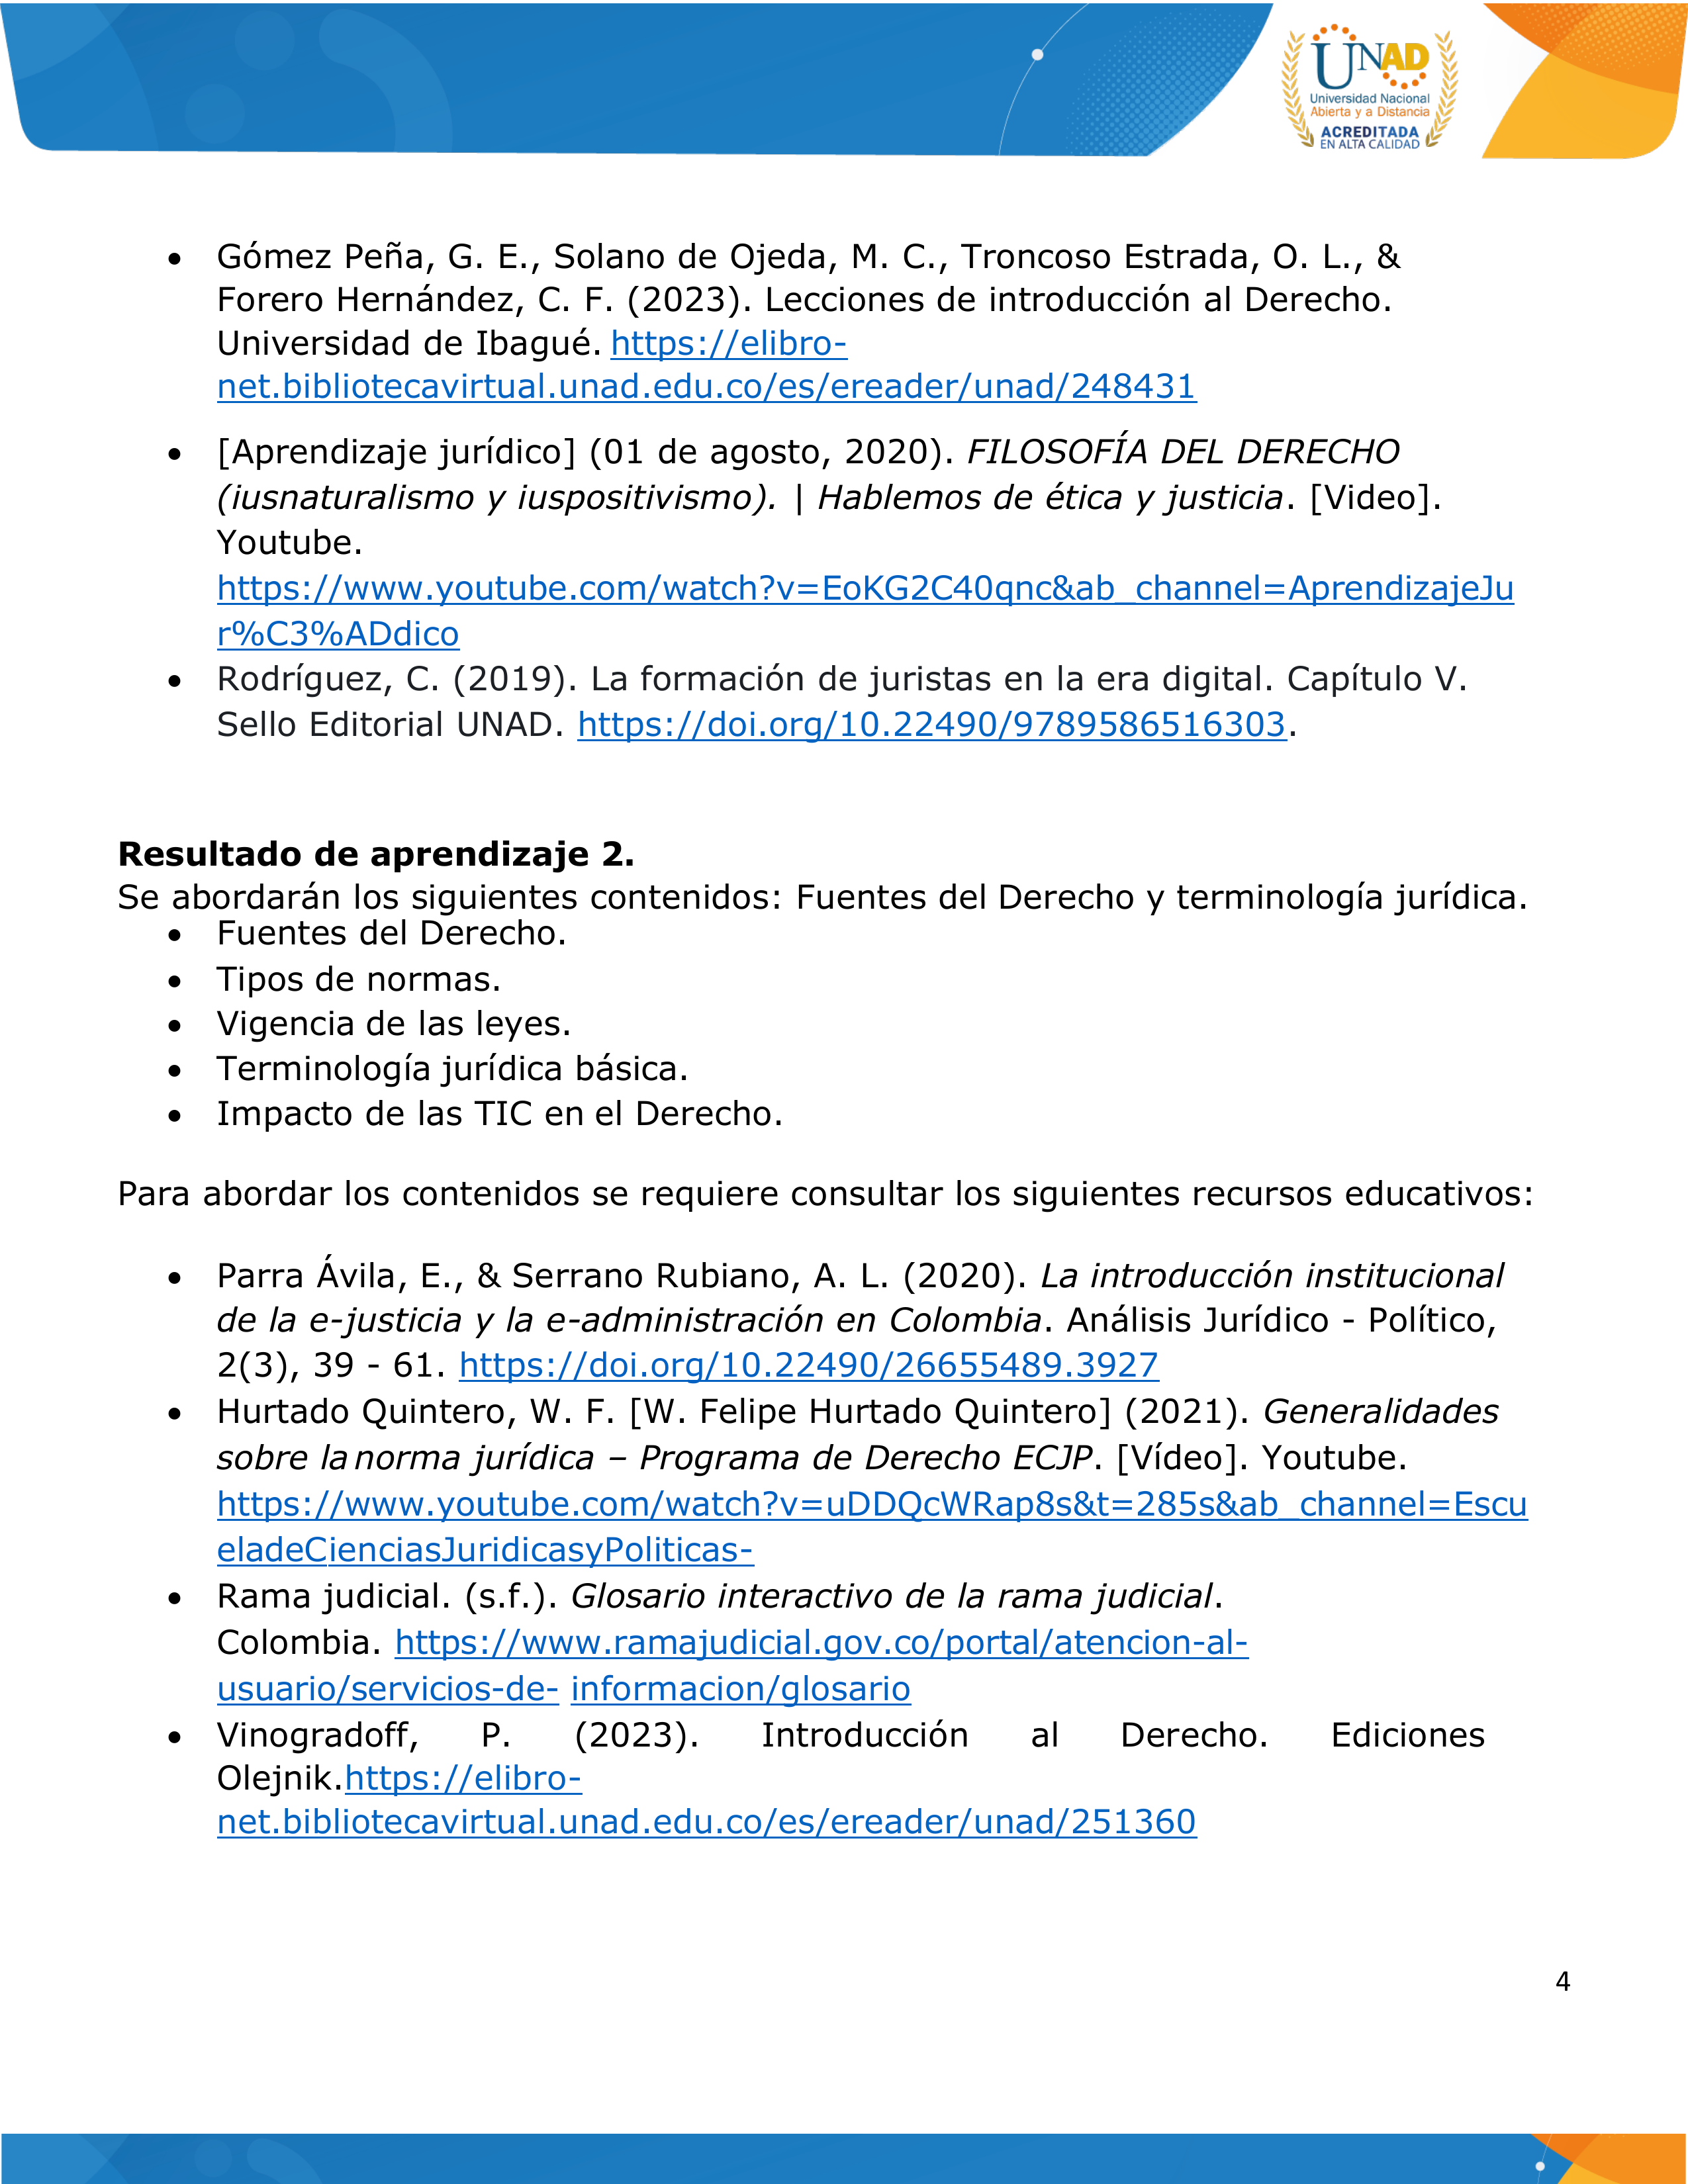 UNAD
Universidad Nacional
Abierta y a Distancia
ACREDITADA
EN ALTA CALIDAD
• Gómez Peña, G. E., Solano de Ojeda, M. C., Troncoso Estrada, O. L., &
Forero Hernández, C. F. (2023). Lecciones de introducción al Derecho.
Universidad de Ibagué. https://elibro-
net.bibliotecavirtual.unad.edu.co/es/ereader/unad/248431
• [Aprendizaje jurídico] (01 de agosto, 2020). FILOSOFÍA DEL DERECHO
(iusnaturalismo y iuspositivismo). | Hablemos de ética y justicia. [Video].
Youtube.
https://www.youtube.com/watch?v=EoKG2C40qnc&ab_channel=AprendizajeJu
r%C3%ADdico
• Rodríguez, C. (2019). La formación de juristas en la era digital. Capítulo V.
Sello Editorial UNAD. https://doi.org/10.22490/9789586516303.
Resultado de aprendizaje 2.
Se abordarán los siguientes contenidos: Fuentes del Derecho y terminología jurídica.
• Fuentes del Derecho.
• Tipos de normas.
• Vigencia de las leyes.
• Terminología jurídica básica.
• Impacto de las TIC en el Derecho.
Para abordar los contenidos se requiere consultar los siguientes recursos educativos:
• Parra Ávila, E., & Serrano Rubiano, A. L. (2020). La introducción institucional
de la e-justicia y la e-administración en Colombia. Análisis Jurídico - Político,
2(3), 39 - 61. https://doi.org/10.22490/26655489.3927
• Hurtado Quintero, W. F. [W. Felipe Hurtado Quintero] (2021). Generalidades
sobre la norma jurídica – Programa de Derecho ECJP. [Vídeo]. Youtube.
https://www.youtube.com/watch?v=uDDQcWRap8s&t=285s&ab_channel=Escu
eladeCienciasJuridicasyPoliticas-
• Rama judicial. (s.f.). Glosario interactivo de la rama judicial.
Colombia. https://www.ramajudicial.gov.co/portal/atencion-al-
usuario/servicios-de- informacion/glosario
• Vinogradoff, P. (2023). Introducción al Derecho. Ediciones
Olejnik.https://elibro-
net.bibliotecavirtual.unad.edu.co/es/ereader/unad/251360
4